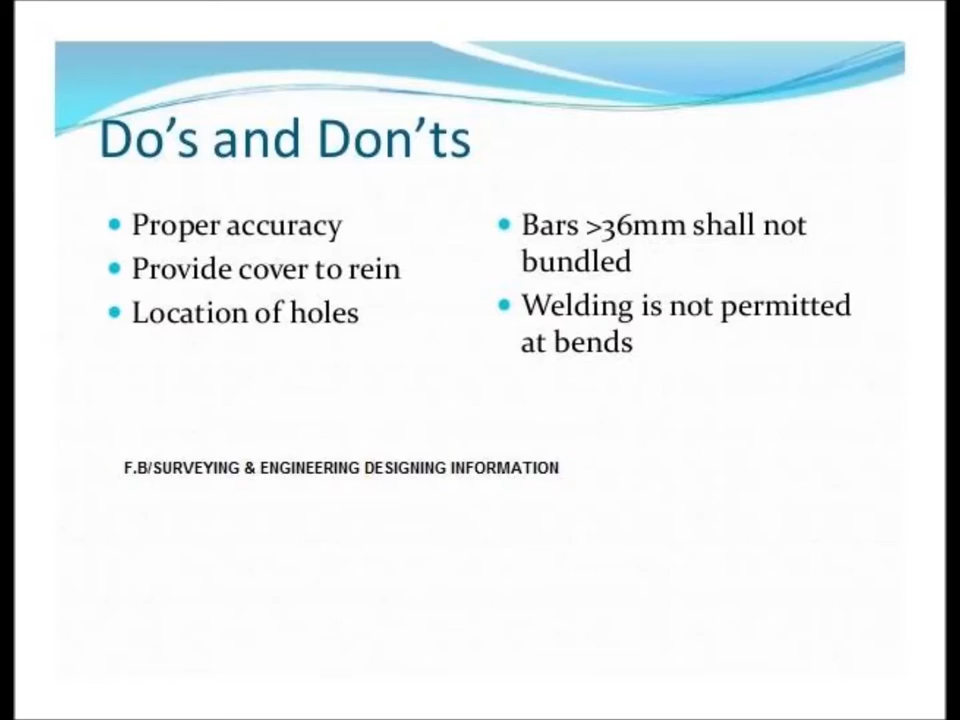 Do's and Don'ts
Proper accuracy
Provide cover to rein
Location of holes
Bars >36mm shall not
bundled
Welding is not permitted
at bends
F.B/SURVEYING & ENGINEERING DESIGNING INFORMATION